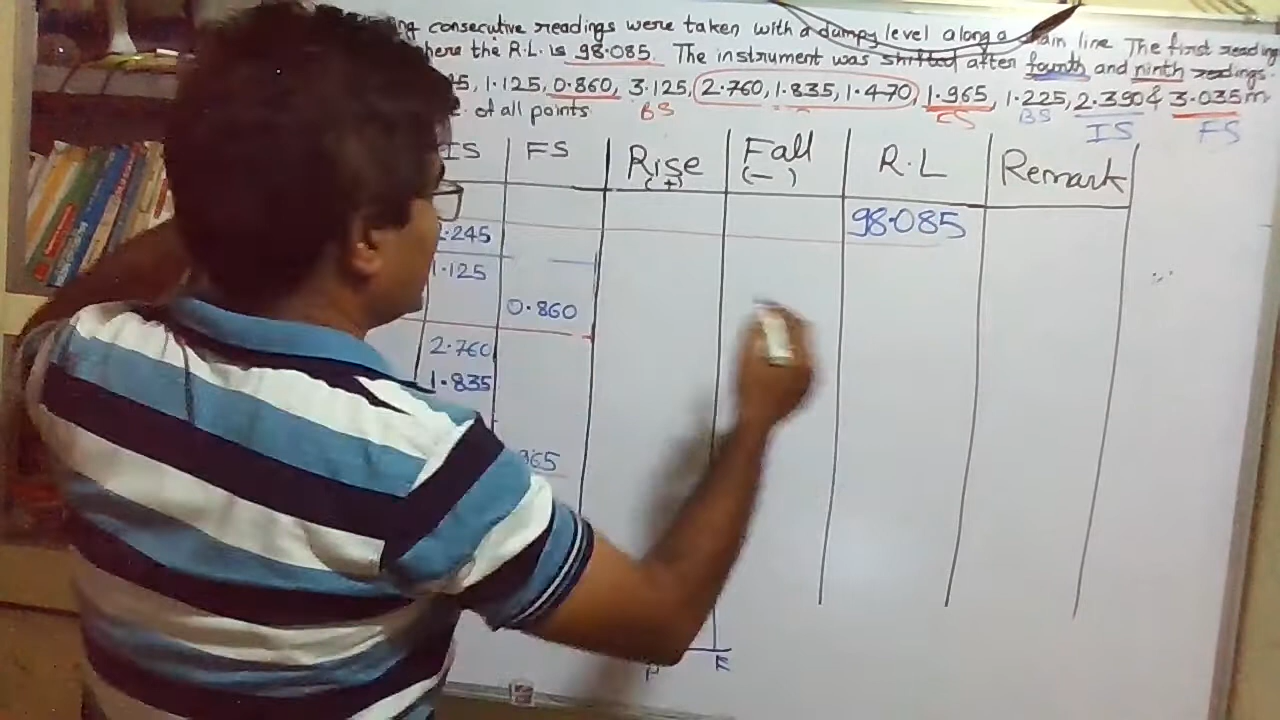 consecutive readings were taken with a dumpy level along a chain line The first reading
where the R.L. is 98.085. The instrument was shifted after fourth and ninth readings.
1.125, 0.860, 3.125, 2.760, 1.835, 1.470, 1.965, 1.225, 2.390 & 3.035m.
of all points BS CS BS IS FS
IS FS Rise (+) Fall (-) R.L Remark
98.085
2.245
1.125
0.860
2.760
1.835
965